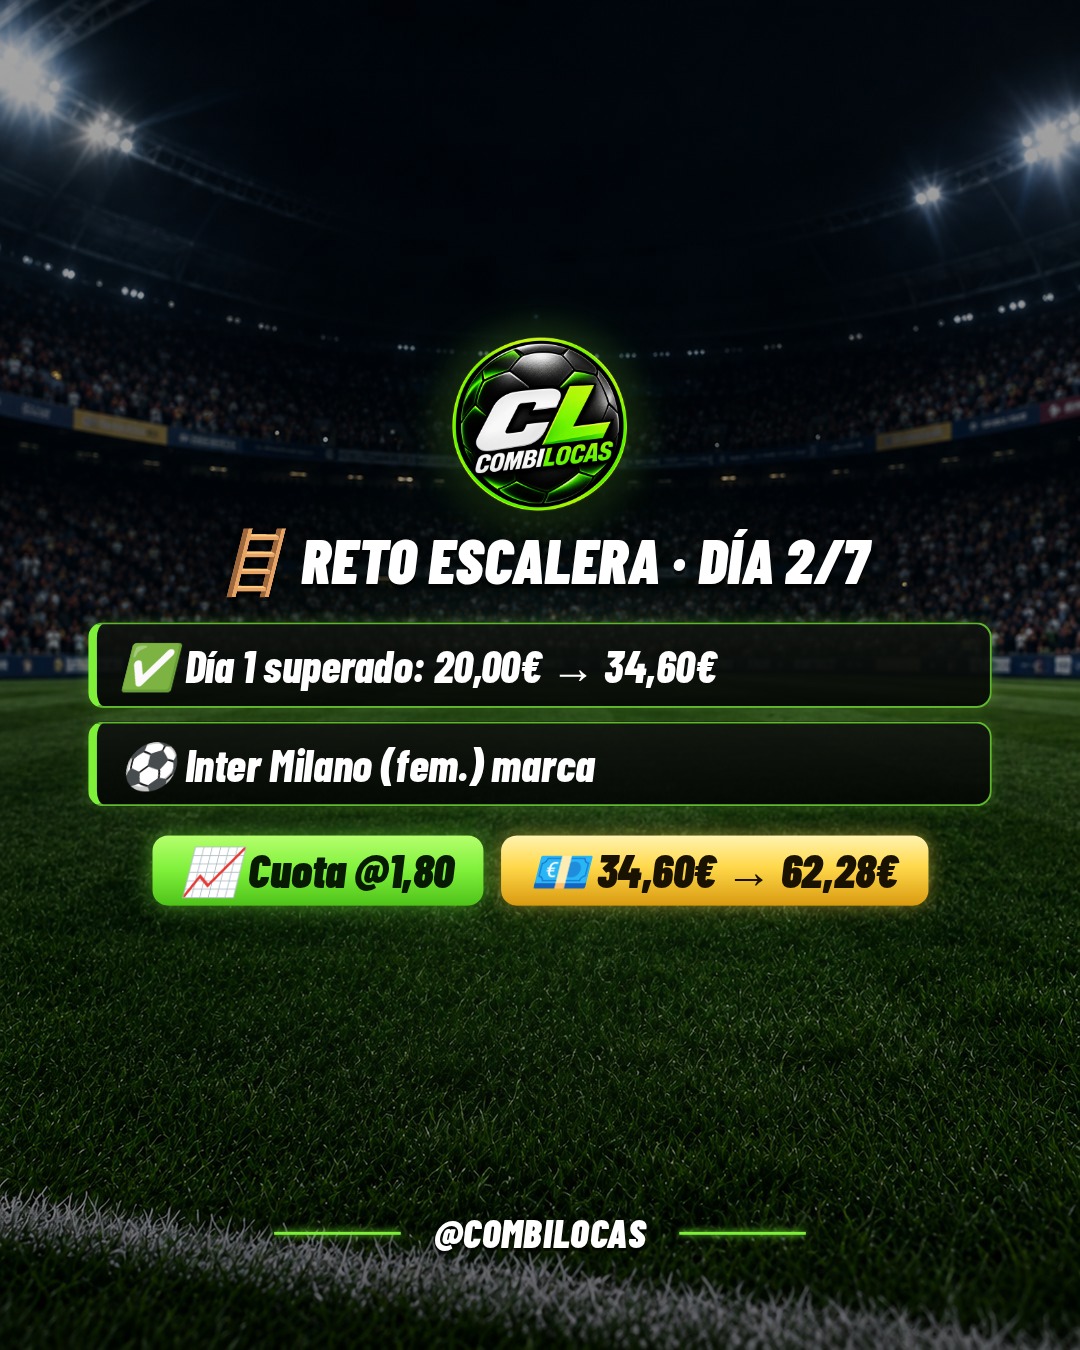 CL
COMBILOCAS
🪜 RETO ESCALERA · DÍA 2/7
✅ Día 1 superado: 20,00€ → 34,60€
⚽ Inter Milano (fem.) marca
📈 Cuota @1,80
💶 34,60€ → 62,28€
@COMBILOCAS